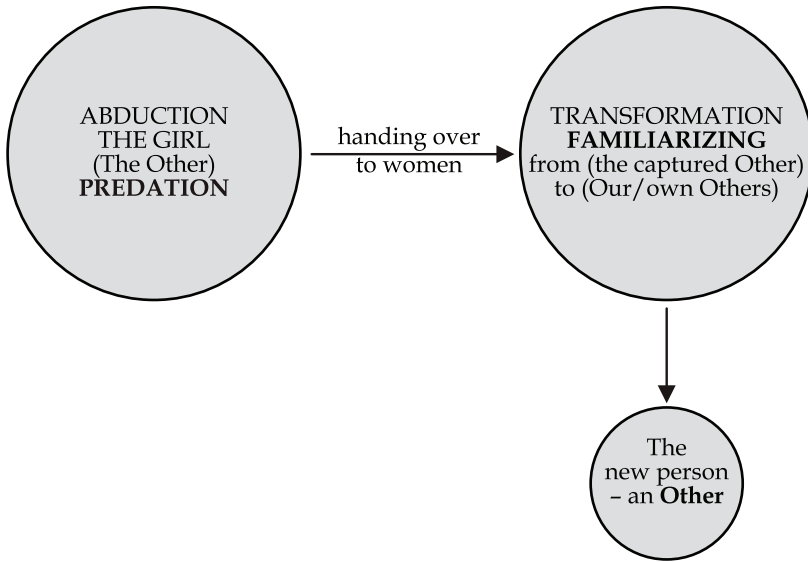 ABDUCTION
THE GIRL
(The Other)
PREDATION
handing over
to women
TRANSFORMATION
FAMILIARIZING
from (the captured Other)
to (Our/own Others)
The
new person
– an Other